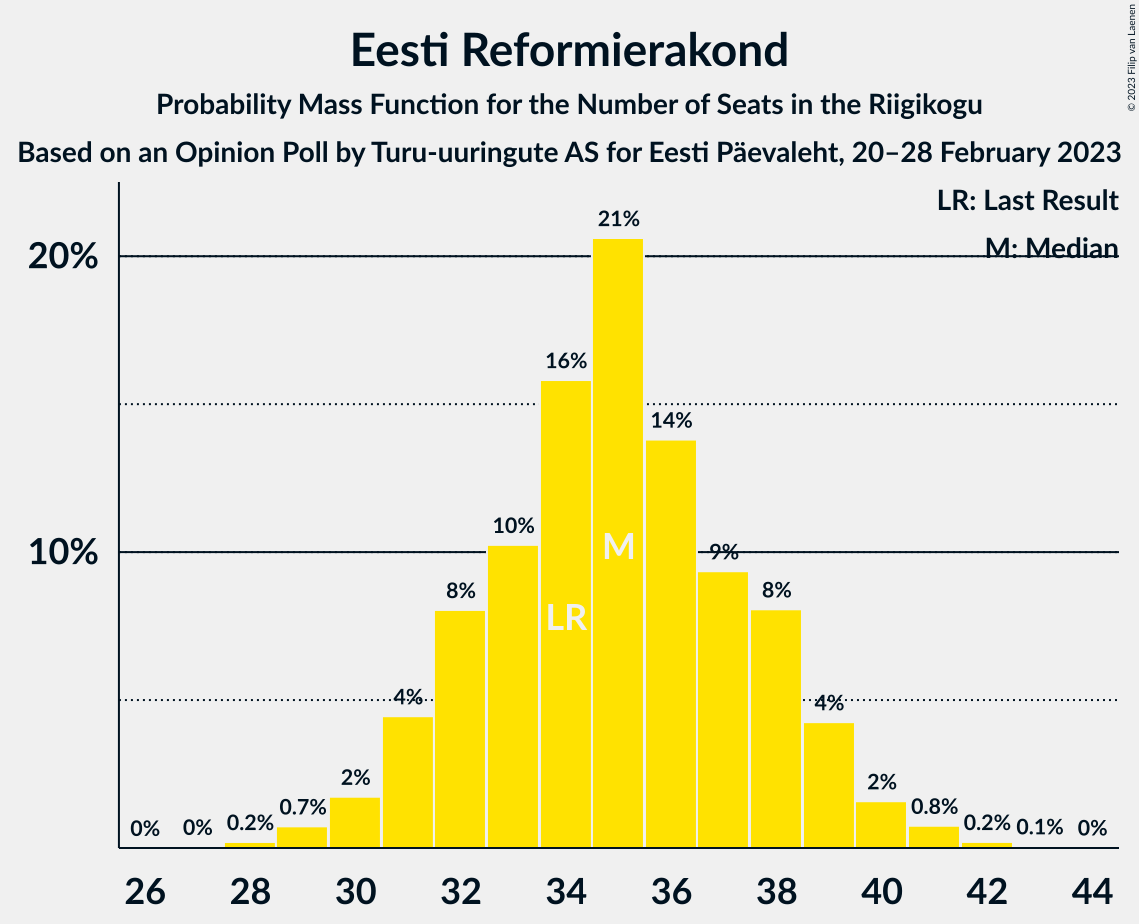 Eesti Reformierakond
Probability Mass Function for the Number of Seats in the Riigikogu
Based on an Opinion Poll by Turu-uuringute AS for Eesti Päevaleht, 20–28 February 2023
© 2023 Filip van Laenen
LR: Last Result
M: Median
20%
10%
0% 0% 0.2% 0.7% 2% 4% 8% 10% 16% 21% 14% 9% 8% 4% 2% 0.8% 0.2% 0.1% 0%
LR M
26 28 30 32 34 36 38 40 42 44